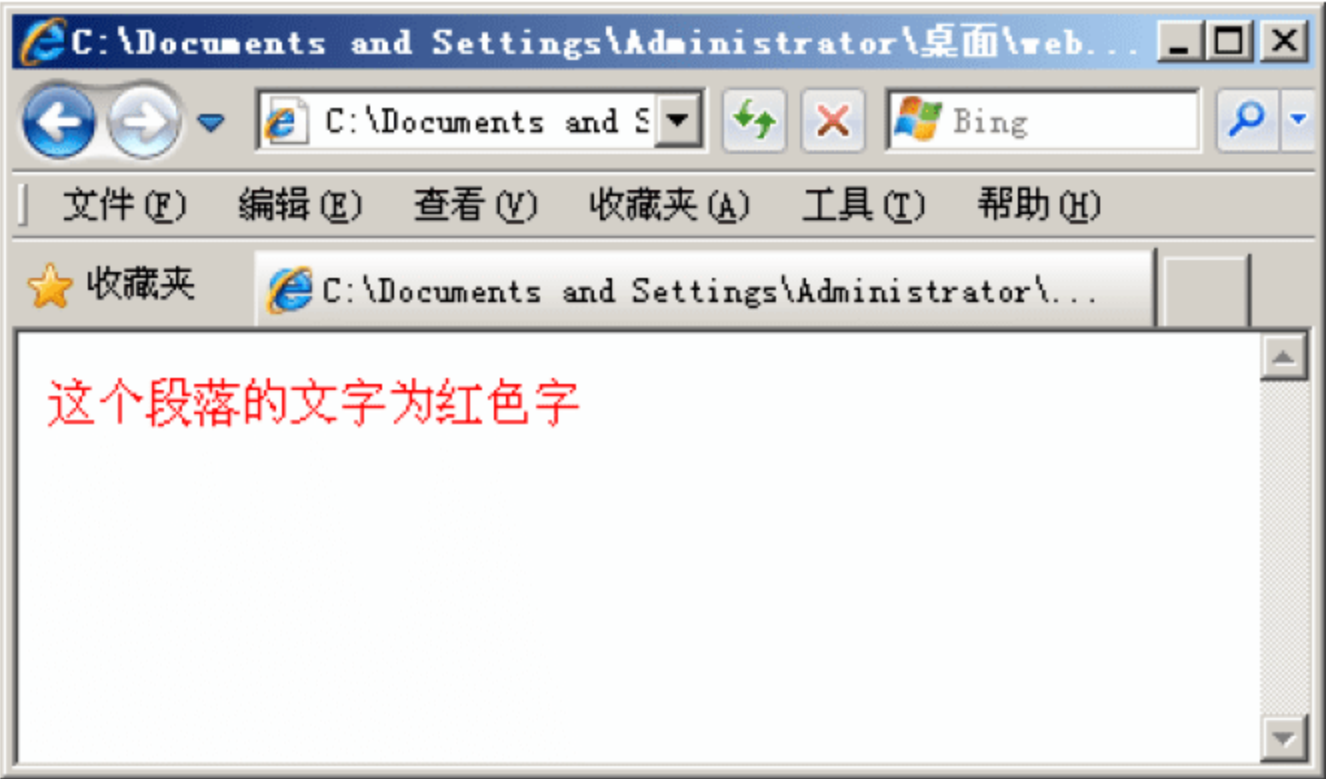 C:\Documents and Settings\Administrator\桌面\web...
C:\Documents and S
Bing
文件(F) 编辑(E) 查看(V) 收藏夹(A) 工具(T) 帮助(H)
收藏夹
C:\Documents and Settings\Administrator\...
这个段落的文字为红色字